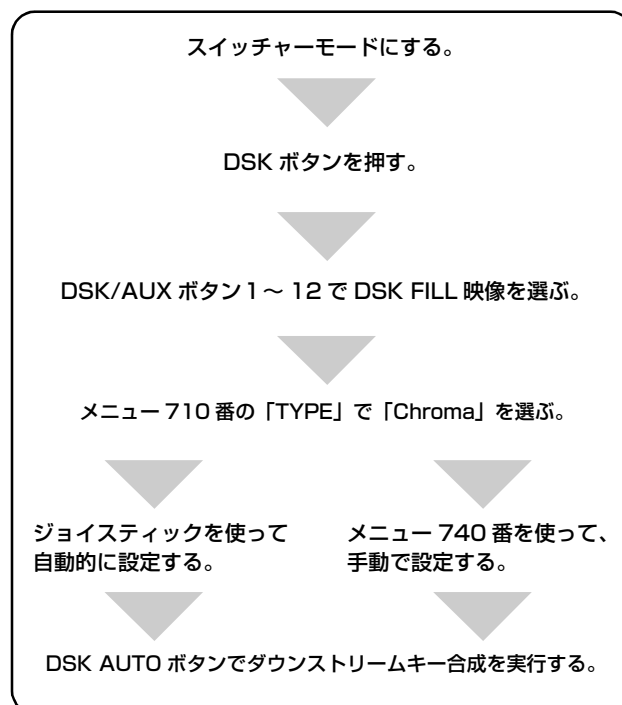 スイッチャーモードにする。
DSK ボタンを押す。
DSK/AUX ボタン 1 ～ 12 で DSK FILL 映像を選ぶ。
メニュー 710 番の「TYPE」で「Chroma」を選ぶ。
ジョイスティックを使って
自動的に設定する。
メニュー 740 番を使って、
手動で設定する。
DSK AUTO ボタンでダウンストリームキー合成を実行する。